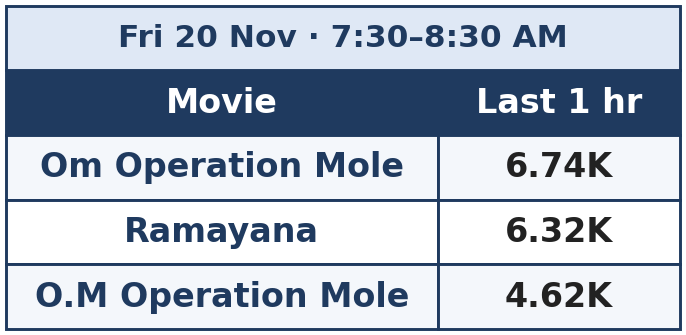 Fri 20 Nov · 7:30–8:30 AM
Movie Last 1 hr
Om Operation Mole 6.74K
Ramayana 6.32K
O.M Operation Mole 4.62K